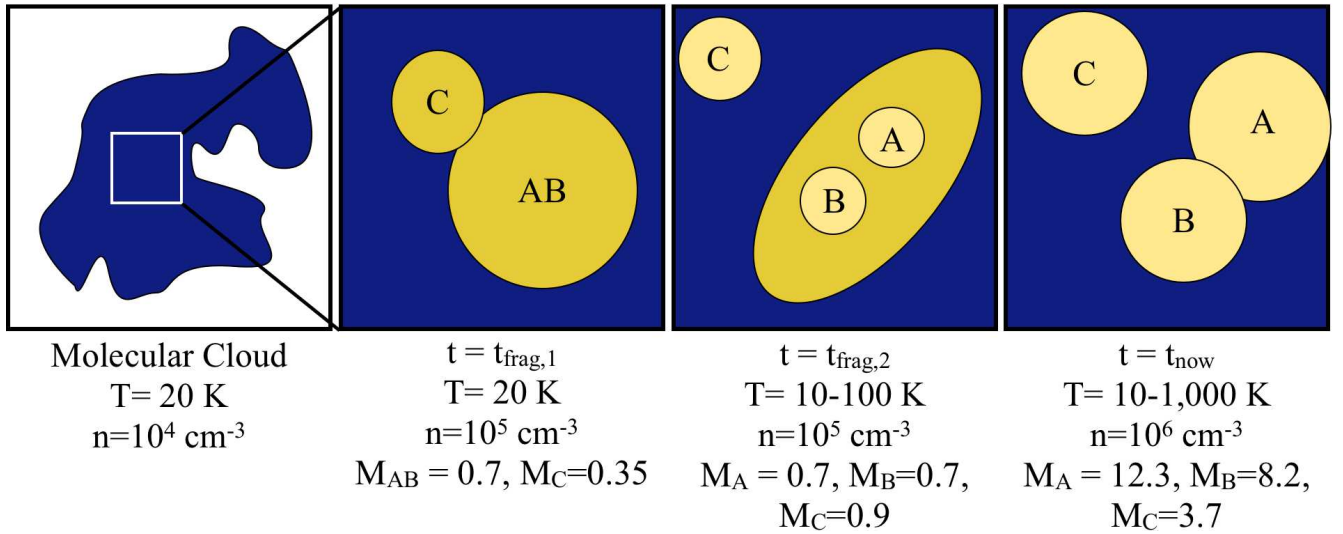 C
AB
C
A
B
C
A
B
Molecular Cloud
T= 20 K
n=10⁴ cm⁻³
t = t_frag,1
T= 20 K
n=10⁵ cm⁻³
M_AB = 0.7, M_C=0.35
t = t_frag,2
T= 10-100 K
n=10⁵ cm⁻³
M_A = 0.7, M_B=0.7,
M_C=0.9
t = t_now
T= 10-1,000 K
n=10⁶ cm⁻³
M_A = 12.3, M_B=8.2,
M_C=3.7